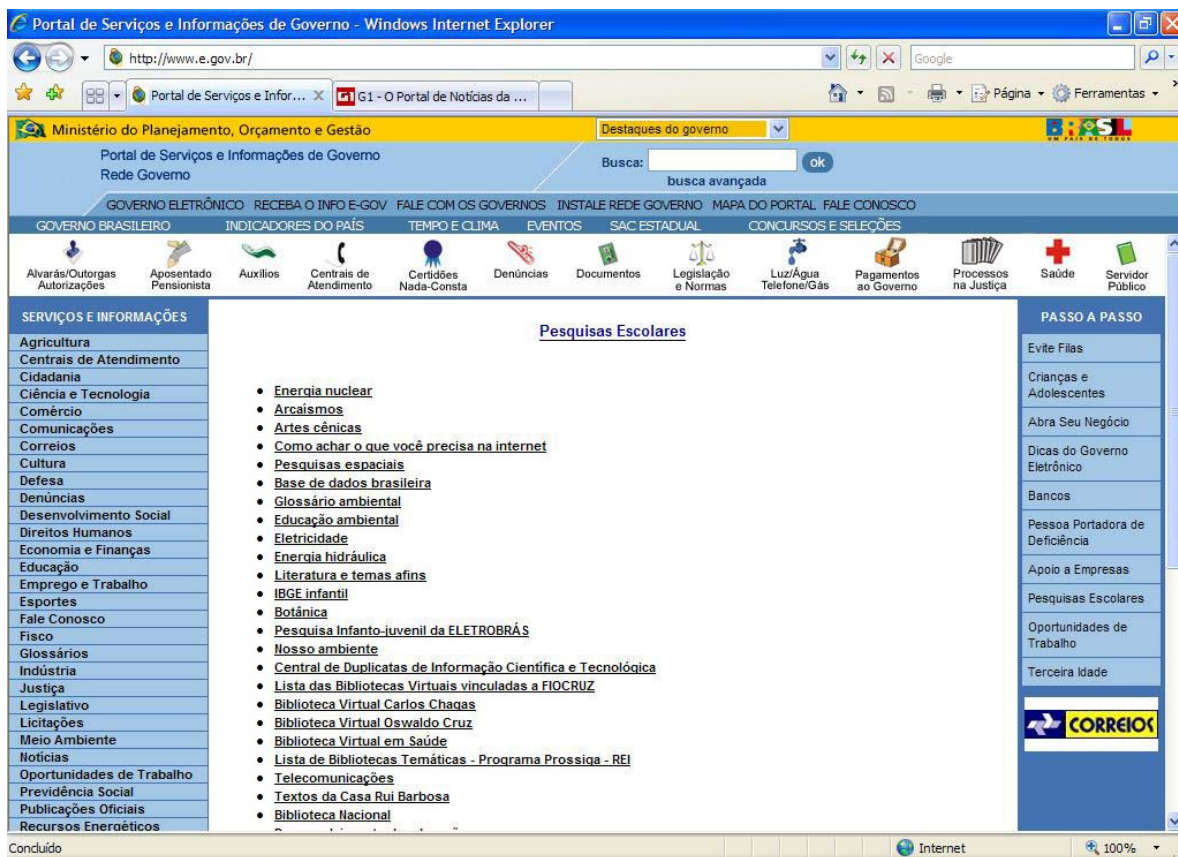 Portal de Serviços e Informações de Governo - Windows Internet Explorer
http://www.e.gov.br/
Google
Portal de Serviços e Infor...
G1 - O Portal de Notícias da ...
Página
Ferramentas
Ministério do Planejamento, Orçamento e Gestão
Destaques do governo
BRASIL
UM PAÍS DE TODOS
Portal de Serviços e Informações de Governo
Rede Governo
Busca:
ok
busca avançada
GOVERNO ELETRÔNICO RECEBA O INFO E-GOV FALE COM OS GOVERNOS INSTALE REDE GOVERNO MAPA DO PORTAL FALE CONOSCO
GOVERNO BRASILEIRO INDICADORES DO PAÍS TEMPO E CLIMA EVENTOS SAC ESTADUAL CONCURSOS E SELEÇÕES
Alvarás/Outorgas
Autorizações
Aposentado
Pensionista
Auxílios
Centrais de
Atendimento
Certidões
Nada-Consta
Denúncias
Documentos
Legislação
e Normas
Luz/Água
Telefone/Gás
Pagamentos
ao Governo
Processos
na Justiça
Saúde
Servidor
Público
SERVIÇOS E INFORMAÇÕES
Agricultura
Centrais de Atendimento
Cidadania
Ciência e Tecnologia
Comércio
Comunicações
Correios
Cultura
Defesa
Denúncias
Desenvolvimento Social
Direitos Humanos
Economia e Finanças
Educação
Emprego e Trabalho
Esportes
Fale Conosco
Fisco
Glossários
Indústria
Justiça
Legislativo
Licitações
Meio Ambiente
Notícias
Oportunidades de Trabalho
Previdência Social
Publicações Oficiais
Recursos Energéticos
Pesquisas Escolares
Energia nuclear
Arcaísmos
Artes cênicas
Como achar o que você precisa na internet
Pesquisas espaciais
Base de dados brasileira
Glossário ambiental
Educação ambiental
Eletricidade
Energia hidráulica
Literatura e temas afins
IBGE infantil
Botânica
Pesquisa Infanto-juvenil da ELETROBRÁS
Nosso ambiente
Central de Duplicatas de Informação Científica e Tecnológica
Lista das Bibliotecas Virtuais vinculadas a FIOCRUZ
Biblioteca Virtual Carlos Chagas
Biblioteca Virtual Oswaldo Cruz
Biblioteca Virtual em Saúde
Lista de Bibliotecas Temáticas - Programa Prossiga - REI
Telecomunicações
Textos da Casa Rui Barbosa
Biblioteca Nacional
PASSO A PASSO
Evite Filas
Crianças e
Adolescentes
Abra Seu Negócio
Dicas do Governo
Eletrônico
Bancos
Pessoa Portadora de
Deficiência
Apoio a Empresas
Pesquisas Escolares
Oportunidades de
Trabalho
Terceira Idade
CORREIOS
Concluído
Internet
100%